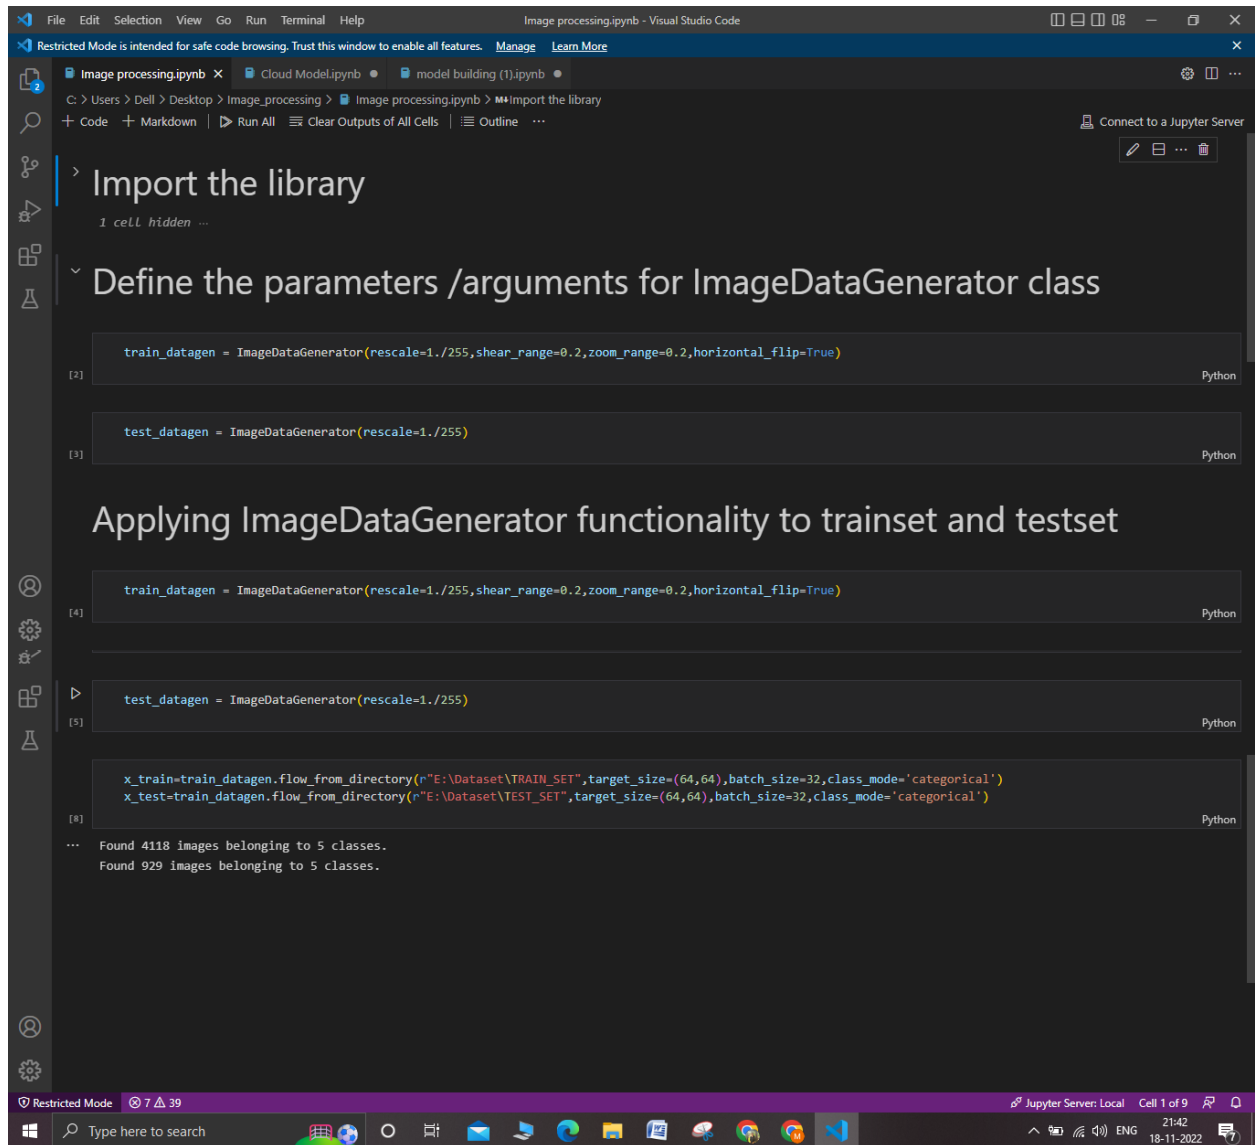 File Edit Selection View Go Run Terminal Help Image processing.ipynb - Visual Studio Code
Restricted Mode is intended for safe code browsing. Trust this window to enable all features. Manage Learn More
Image processing.ipynb Cloud Model.ipynb model building (1).ipynb
C: > Users > Dell > Desktop > Image_processing > Image processing.ipynb > M↓Import the library
+ Code + Markdown | Run All Clear Outputs of All Cells | Outline ... Connect to a Jupyter Server
2
Import the library
1 cell hidden ...
Define the parameters /arguments for ImageDataGenerator class
train_datagen = ImageDataGenerator(rescale=1./255,shear_range=0.2,zoom_range=0.2,horizontal_flip=True)
[2] Python
test_datagen = ImageDataGenerator(rescale=1./255)
[3] Python
Applying ImageDataGenerator functionality to trainset and testset
train_datagen = ImageDataGenerator(rescale=1./255,shear_range=0.2,zoom_range=0.2,horizontal_flip=True)
[4] Python
test_datagen = ImageDataGenerator(rescale=1./255)
[5] Python
x_train=train_datagen.flow_from_directory(r"E:\Dataset\TRAIN_SET",target_size=(64,64),batch_size=32,class_mode='categorical')
x_test=train_datagen.flow_from_directory(r"E:\Dataset\TEST_SET",target_size=(64,64),batch_size=32,class_mode='categorical')
[8] Python
... Found 4118 images belonging to 5 classes.
Found 929 images belonging to 5 classes.
Restricted Mode 7 39 Jupyter Server: Local Cell 1 of 9
Type here to search ENG 21:42
18-11-2022 7